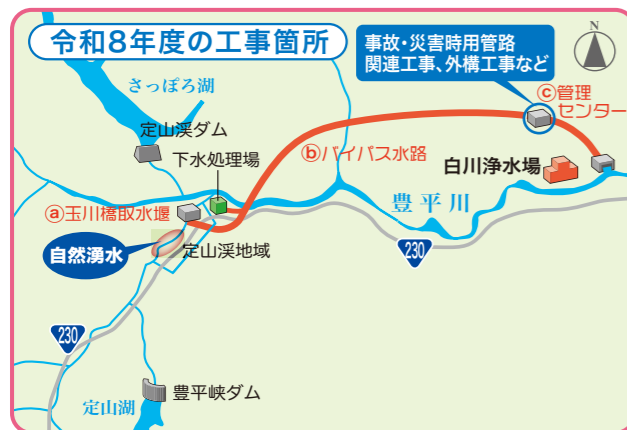 令和8年度の工事箇所
事故・災害時用管路
関連工事、外構工事など
N
さっぽろ湖
ⓒ管理
センター
定山渓ダム
下水処理場
ⓑバイパス水路
白川浄水場
ⓐ玉川橋取水堰
豊平川
自然湧水
定山渓地域
230
230
豊平峡ダム
定山湖